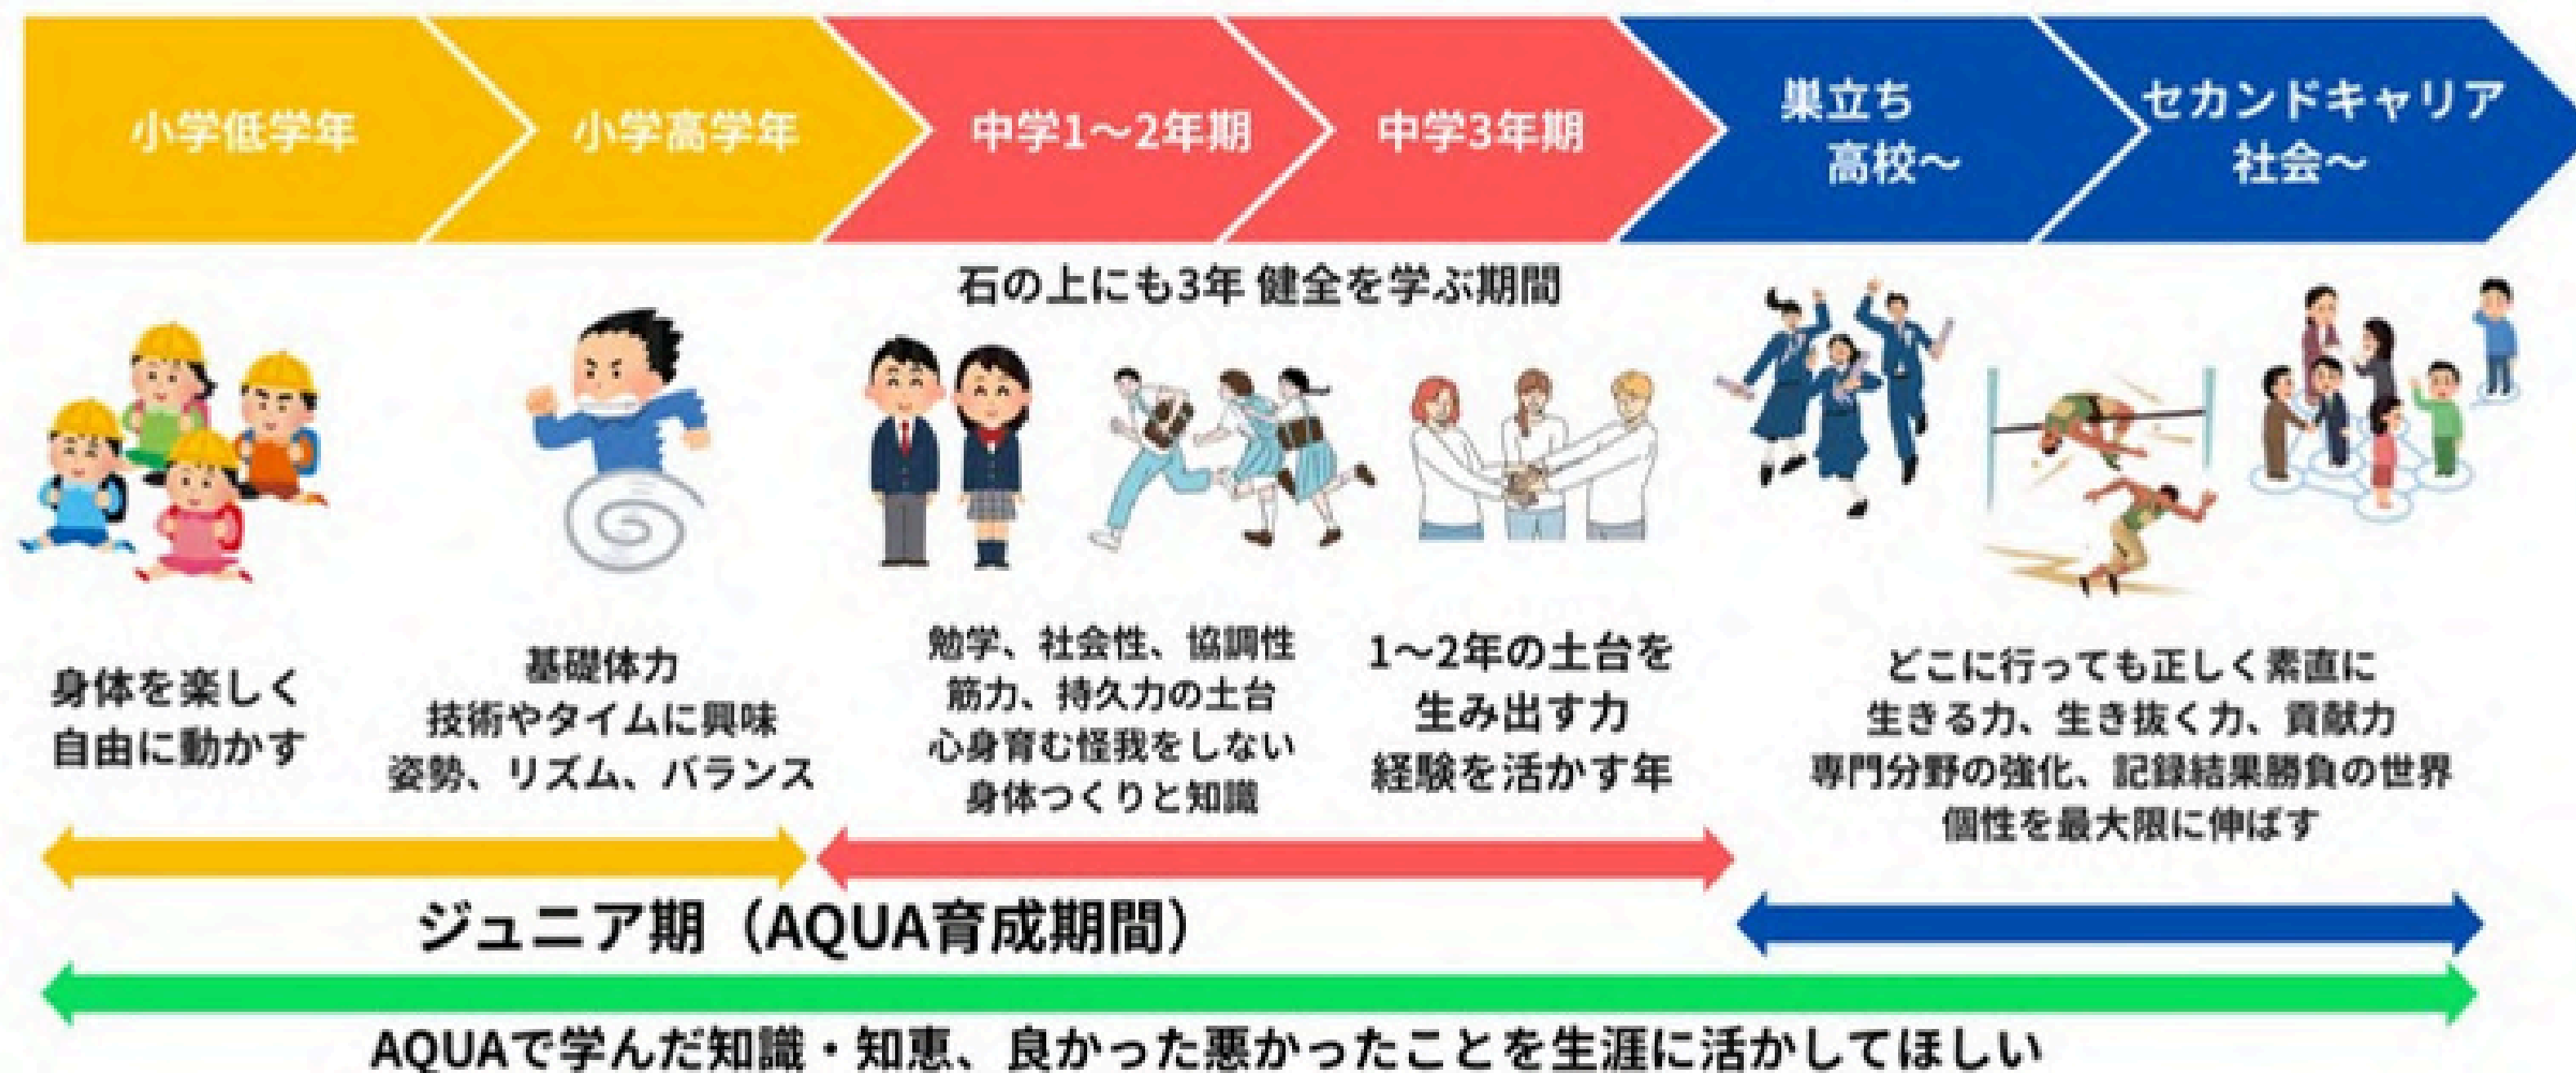 小学低学年
小学高学年
中学1～2年期
中学3年期
巣立ち
高校～
セカンドキャリア
社会～
石の上にも3年 健全を学ぶ期間
身体を楽しく
自由に動かす
基礎体力
技術やタイムに興味
姿勢、リズム、バランス
勉学、社会性、協調性
筋力、持久力の土台
心身育む怪我をしない
身体つくりと知識
1～2年の土台を
生み出す力
経験を活かす年
どこに行っても正しく素直に
生きる力、生き抜く力、貢献力
専門分野の強化、記録結果勝負の世界
個性を最大限に伸ばす
ジュニア期（AQUA育成期間）
AQUAで学んだ知識・知恵、良かった悪かったことを生涯に活かしてほしい